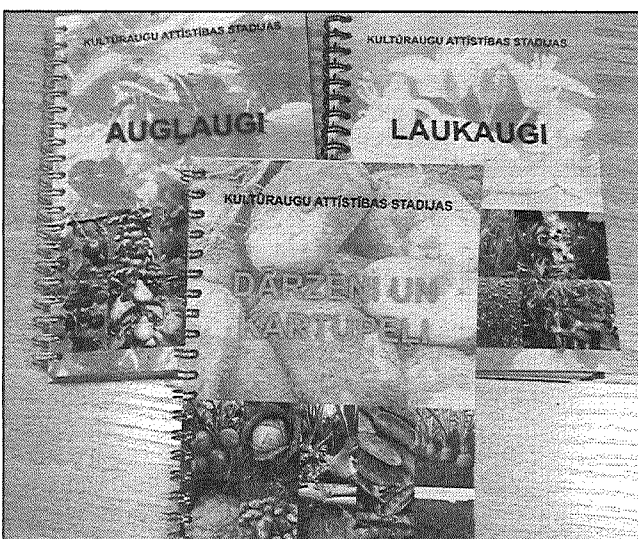 KULTŪRAUGU ATTĪSTĪBAS STADIJAS
AUGĻAUGI
KULTŪRAUGU ATTĪSTĪBAS STADIJAS
LAUKAUGI
KULTŪRAUGU ATTĪSTĪBAS STADIJAS
DĀRZEŅI UN
KARTUPEĻI